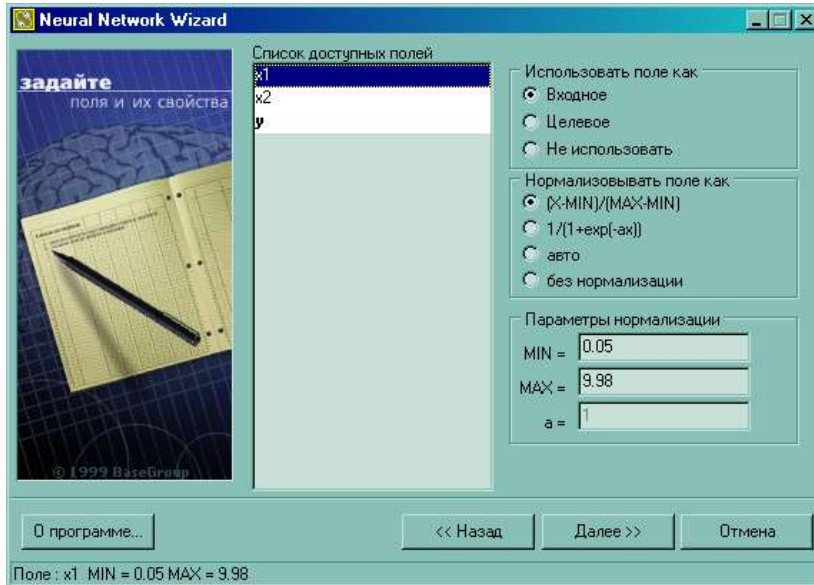 Neural Network Wizard
задайте
поля и их свойства
© 1999 BaseGroup
Список доступных полей
x1
x2
y
Использовать поле как
Входное
Целевое
Не использовать
Нормализовывать поле как
(X-MIN)/(MAX-MIN)
1/(1+exp(-ax))
авто
без нормализации
Параметры нормализации
MIN = 0.05
MAX = 9.98
a = 1
О программе...
<< Назад
Далее >>
Отмена
Поле : x1 MIN = 0.05 MAX = 9.98